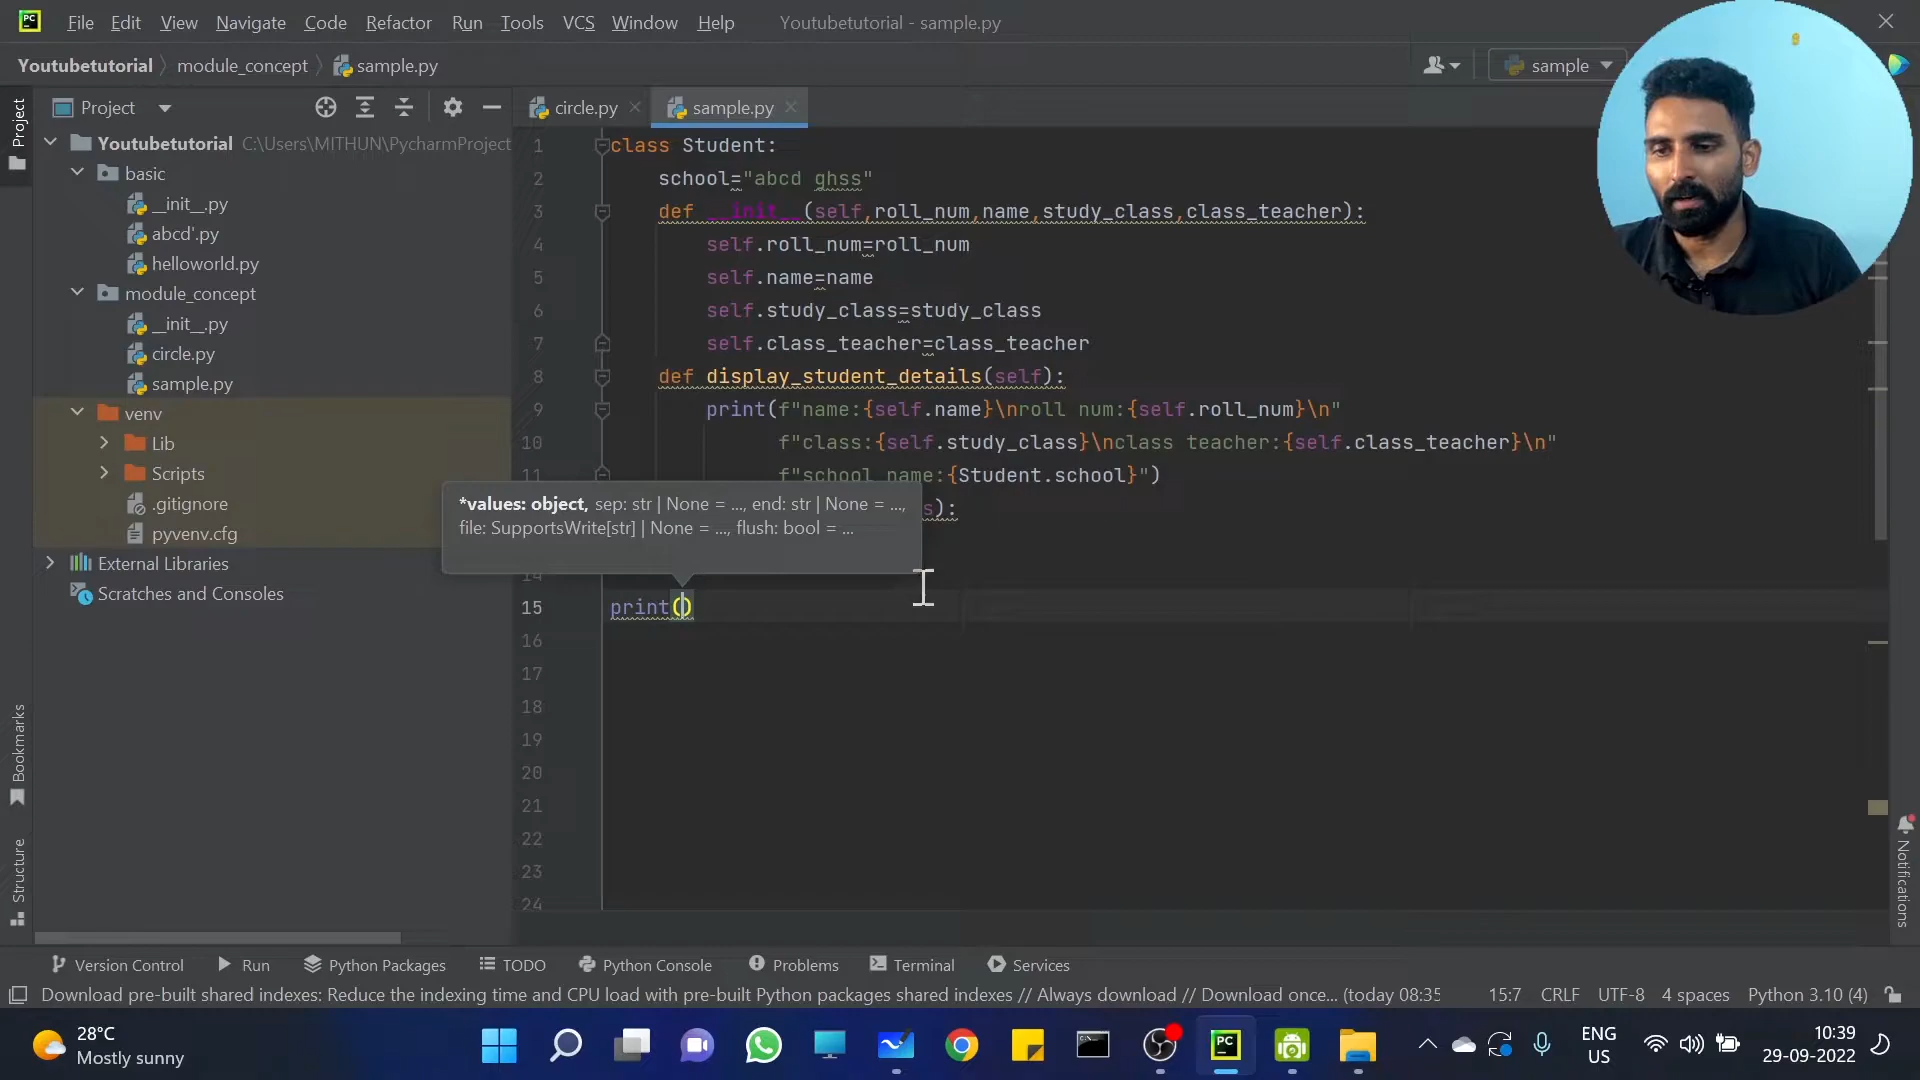 File Edit View Navigate Code Refactor Run Tools VCS Window Help Youtubetutorial - sample.py
Youtubetutorial module_concept sample.py sample
Project
Project
circle.py sample.py
Youtubetutorial C:\Users\MITHUN\PycharmProject
basic
__init__.py
abcd'.py
helloworld.py
module_concept
__init__.py
circle.py
sample.py
venv
Lib
Scripts
.gitignore
pyvenv.cfg
External Libraries
Scratches and Consoles
1 class Student:
2 school="abcd ghss"
3 def __init__(self,roll_num,name,study_class,class_teacher):
4 self.roll_num=roll_num
5 self.name=name
6 self.study_class=study_class
7 self.class_teacher=class_teacher
8 def display_student_details(self):
9 print(f"name:{self.name}\nroll num:{self.roll_num}\n"
10 f"class:{self.study_class}\nclass teacher:{self.class_teacher}\n"
11 f"school name:{Student.school}")
s):
*values: object, sep: str | None = ..., end: str | None = ...,
file: SupportsWrite[str] | None = ..., flush: bool = ...
14
15 print()
16
17
18
19
20
21
22
23
24
Bookmarks
Structure
Notifications
Version Control Run Python Packages TODO Python Console Problems Terminal Services
Download pre-built shared indexes: Reduce the indexing time and CPU load with pre-built Python packages shared indexes // Always download // Download once... (today 08:35 15:7 CRLF UTF-8 4 spaces Python 3.10 (4)
28°C
Mostly sunny
PC
ENG
US
10:39
29-09-2022